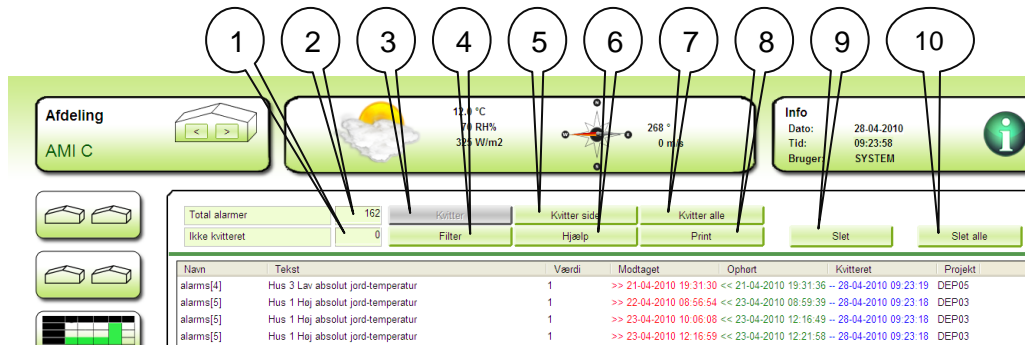 1 2 3 4 5 6 7 8 9 10
Afdeling
< >
AMI C
12.0 °C
70 RH%
325 W/m2
268 °
0 m/s
Info
Dato: 28-04-2010
Tid: 09:23:58
Bruger: SYSTEM
Total alarmer 162 Kvitter Kvitter side Kvitter alle
Ikke kvitteret 0 Filter Hjælp Print Slet Slet alle
Navn Tekst Værdi Modtaget Ophørt Kvitteret Projekt
alarms[4] Hus 3 Lav absolut jord-temperatur 1 >> 21-04-2010 19:31:30 << 21-04-2010 19:31:36 -- 28-04-2010 09:23:19 DEP05
alarms[5] Hus 1 Høj absolut jord-temperatur 1 >> 22-04-2010 08:56:54 << 23-04-2010 08:59:39 -- 28-04-2010 09:23:18 DEP03
alarms[5] Hus 1 Høj absolut jord-temperatur 1 >> 23-04-2010 10:06:08 << 23-04-2010 12:16:49 -- 28-04-2010 09:23:18 DEP03
alarms[5] Hus 1 Høj absolut jord-temperatur 1 >> 23-04-2010 12:16:59 << 23-04-2010 12:21:58 -- 28-04-2010 09:23:18 DEP03